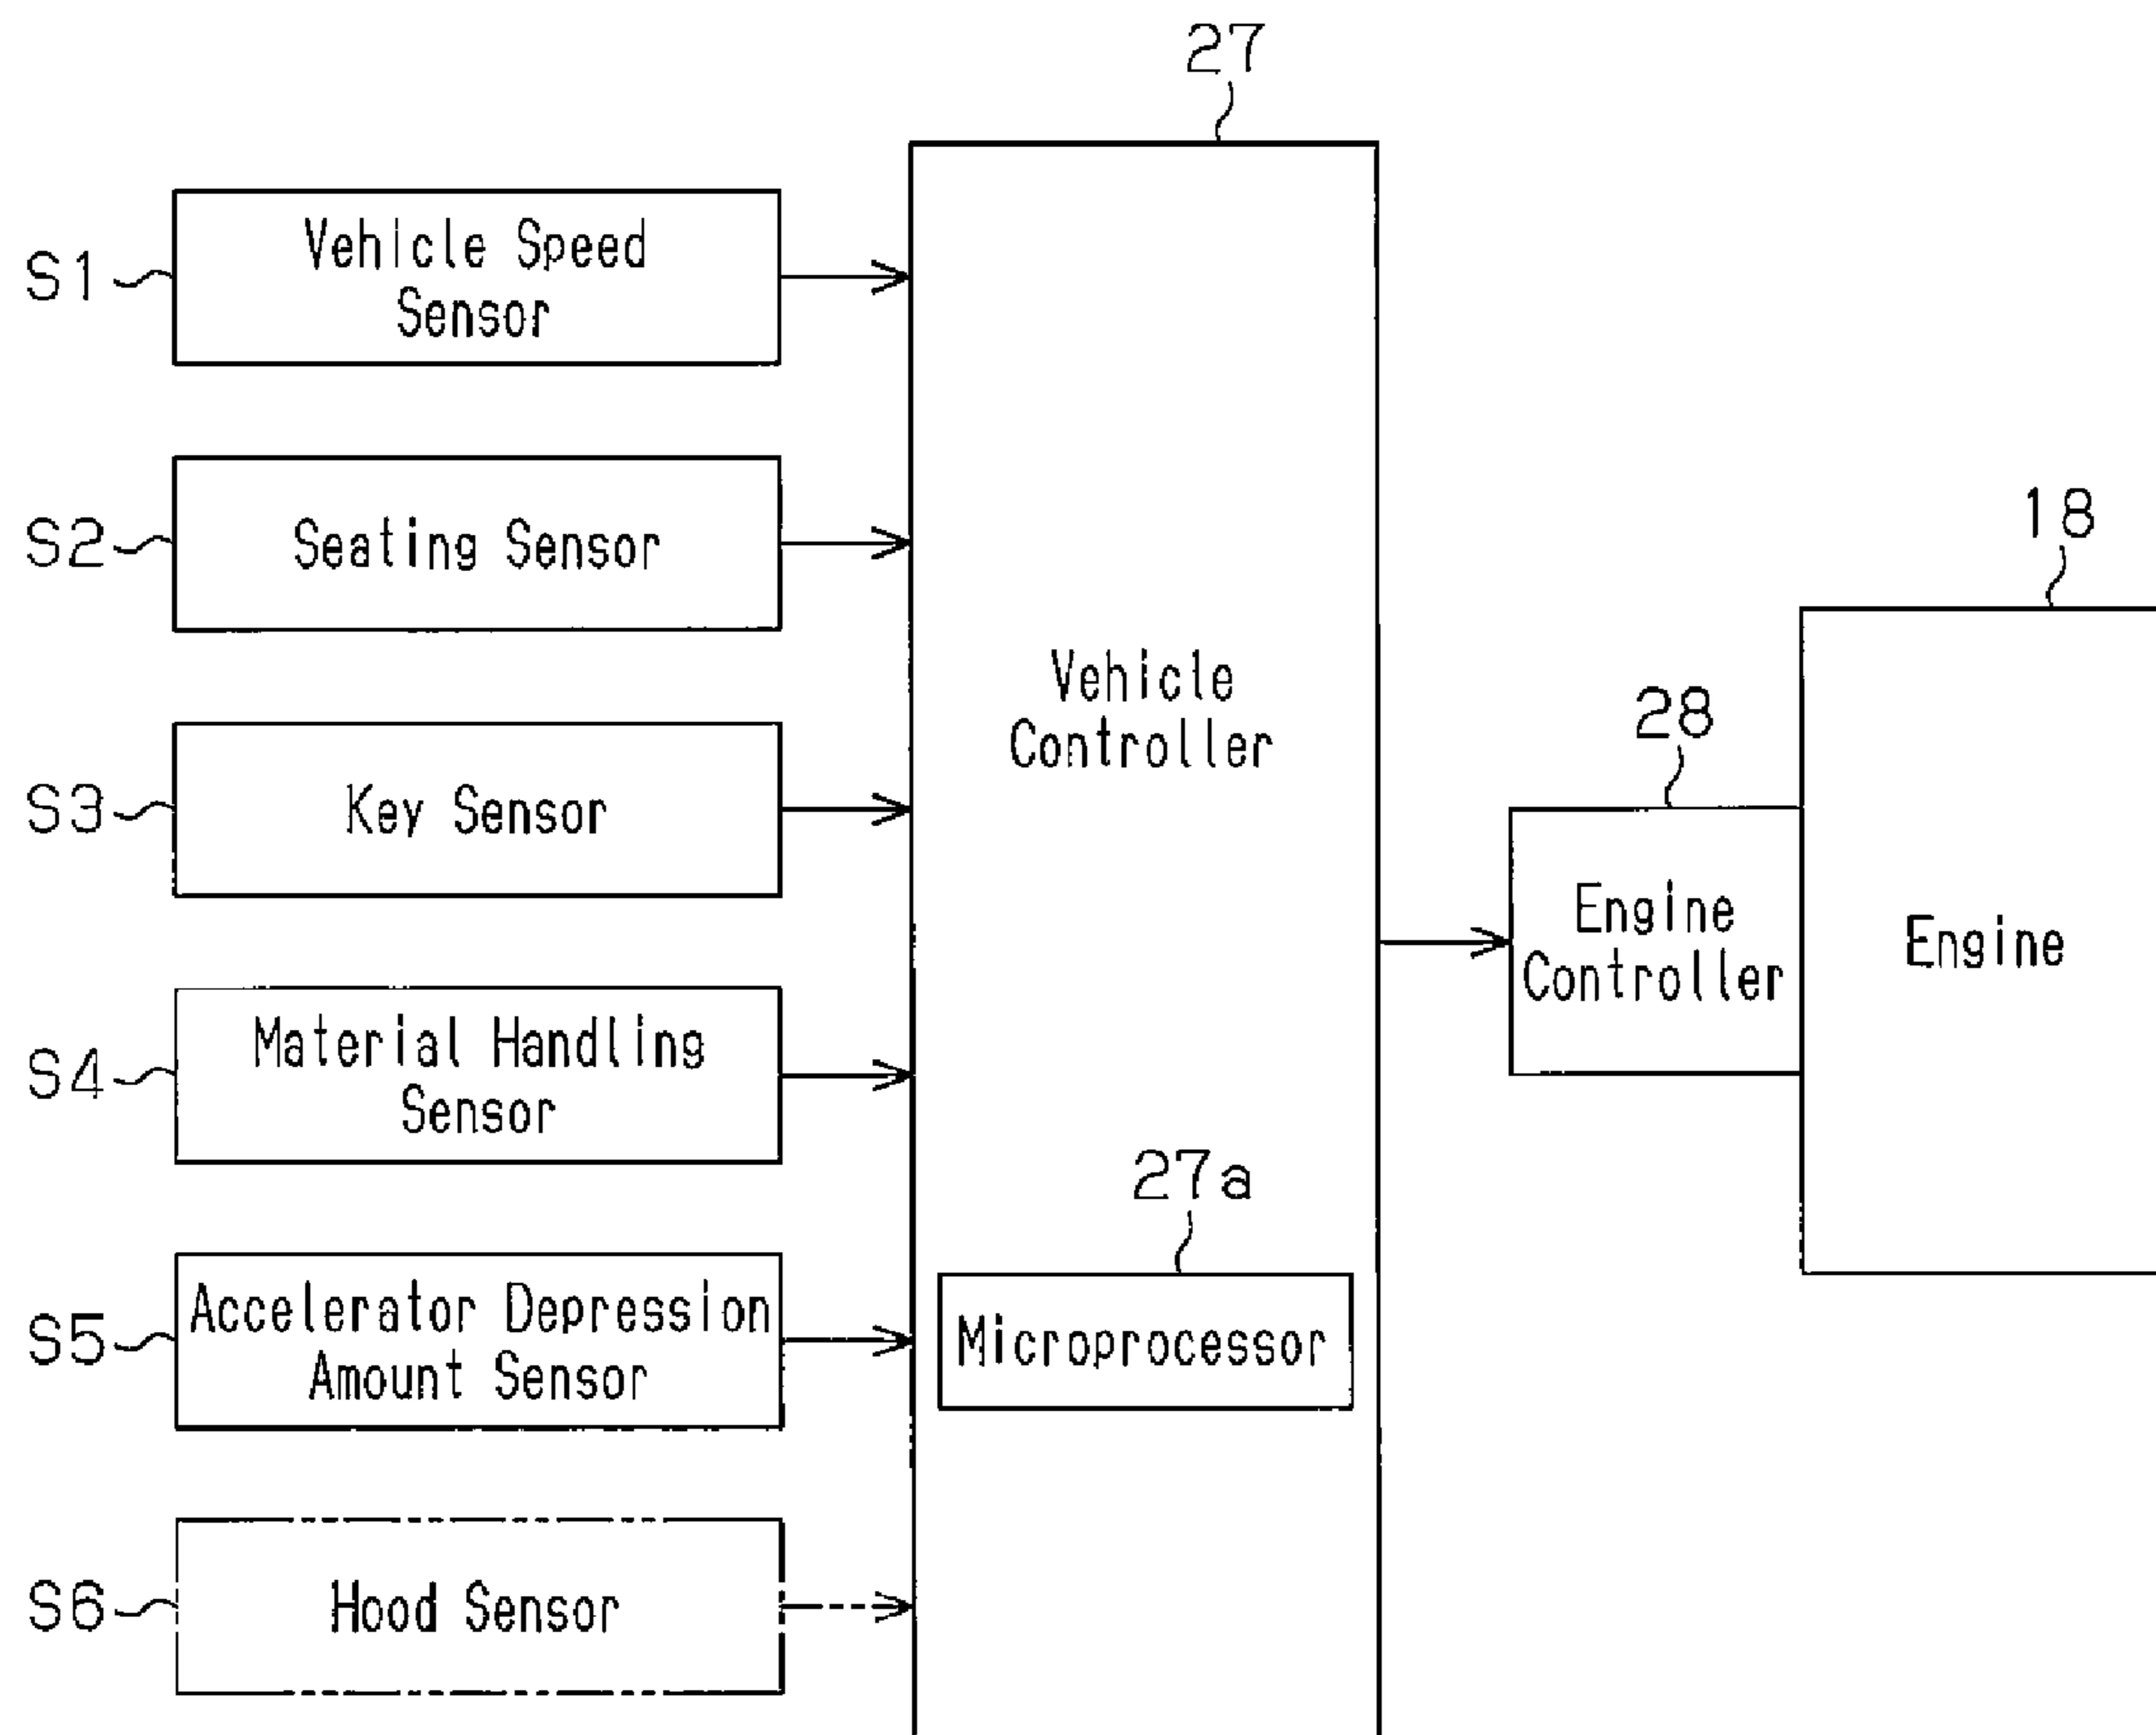 27
S1
Vehicle Speed
Sensor
S2
Seating Sensor
18
Vehicle
Controller
28
S3
Key Sensor
Engine
Controller
Engine
S4
Material Handling
Sensor
27a
S5
Accelerator Depression
Amount Sensor
Microprocessor
S6
Hood Sensor